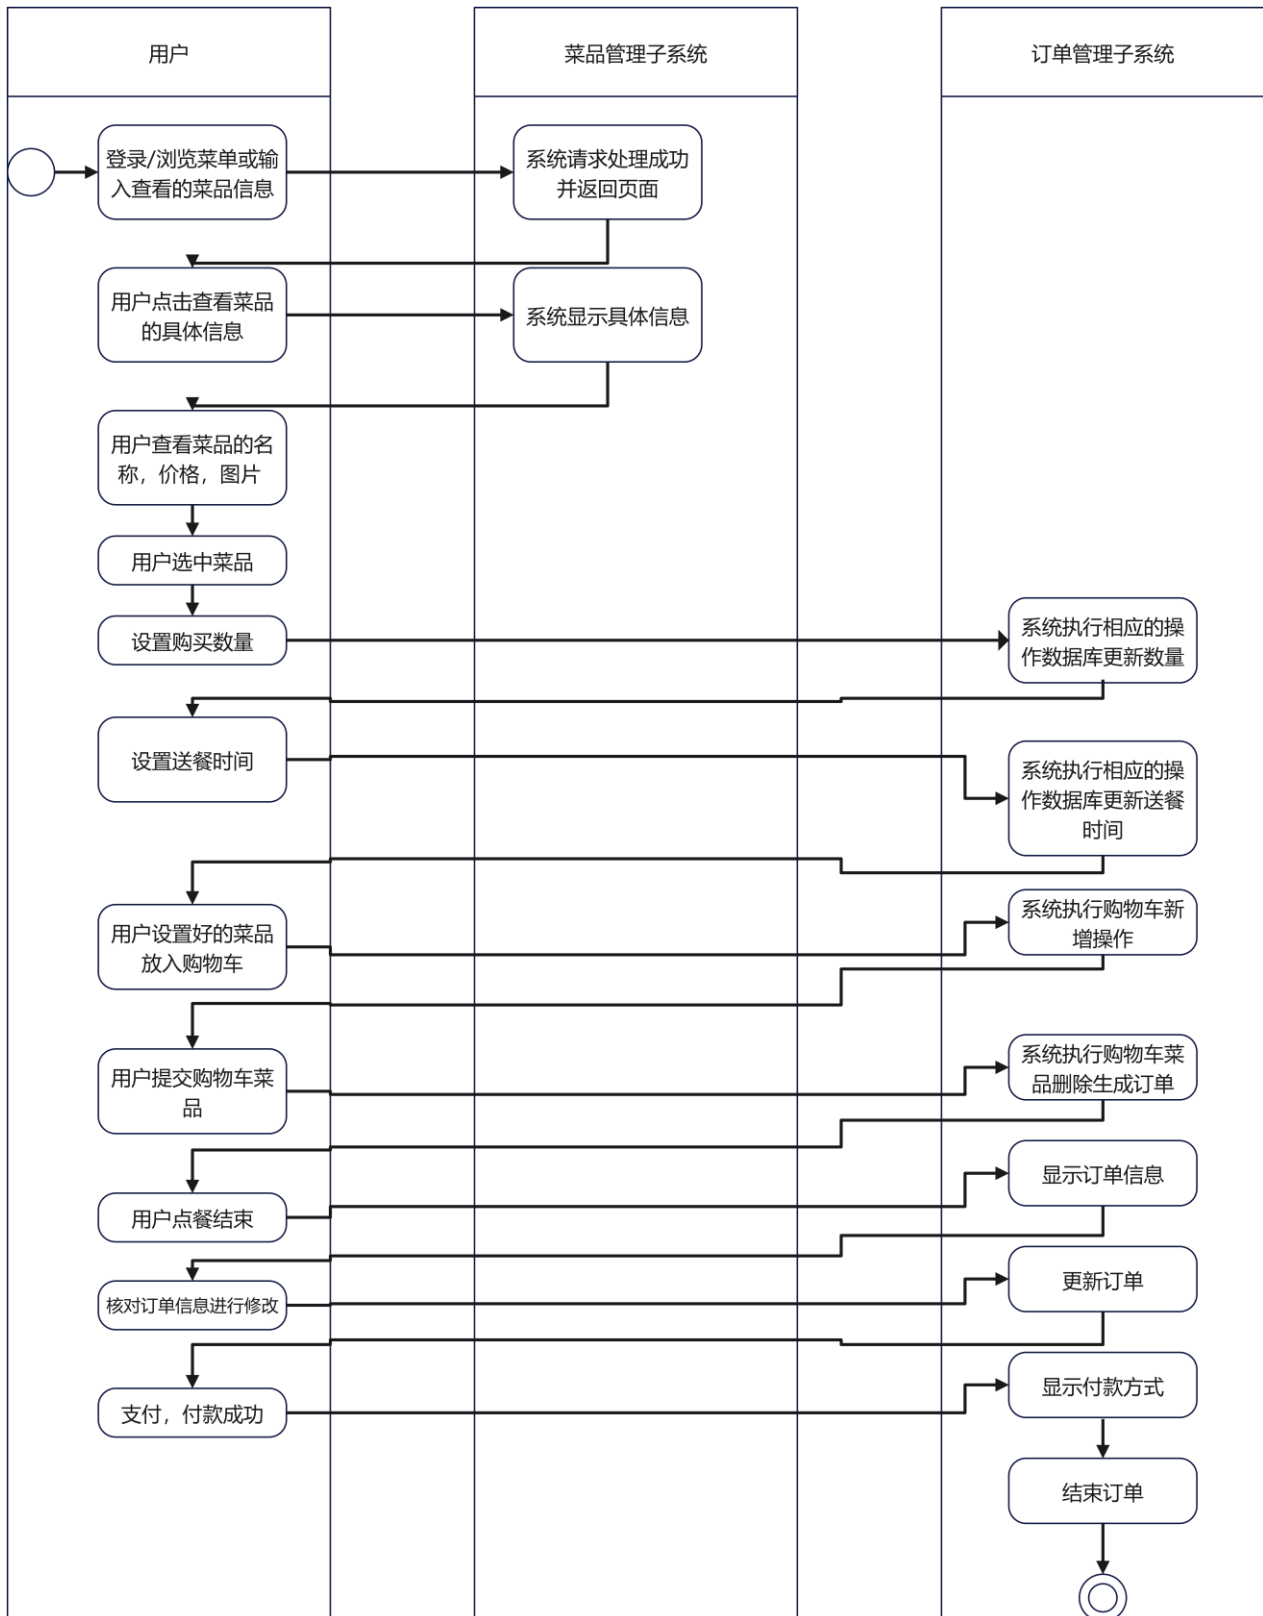 用户
菜品管理子系统
订单管理子系统
登录/浏览菜单或输
入查看的菜品信息
系统请求处理成功
并返回页面
用户点击查看菜品
的具体信息
系统显示具体信息
用户查看菜品的名
称，价格，图片
用户选中菜品
设置购买数量
系统执行相应的操
作数据库更新数量
设置送餐时间
系统执行相应的操
作数据库更新送餐
时间
用户设置好的菜品
放入购物车
系统执行购物车新
增操作
用户提交购物车菜
品
系统执行购物车菜
品删除生成订单
用户点餐结束
显示订单信息
核对订单信息进行修改
更新订单
支付，付款成功
显示付款方式
结束订单